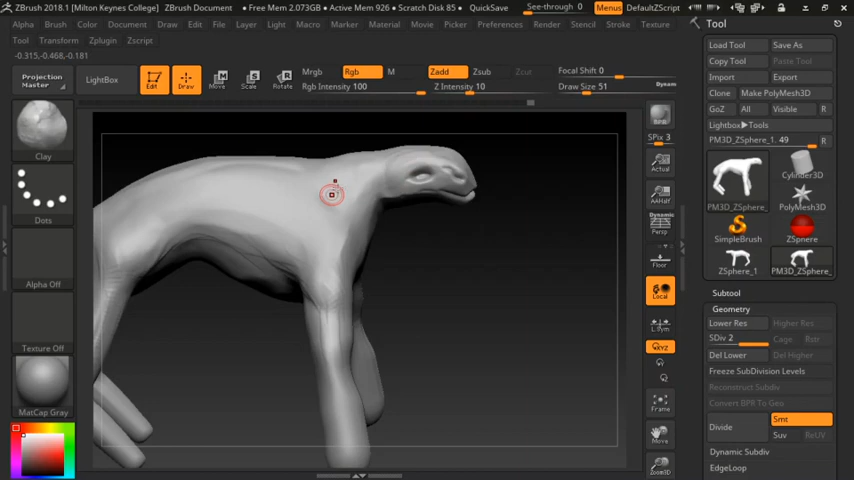 ZBrush 2018.1 [Milton Keynes College] ZBrush Document • Free Mem 2.073GB • Active Mem 902 • Scratch Disk 85 • QuickSave See-through 0 Menus DefaultZScript
Alpha Brush Color Document Draw Edit File Layer Light Macro Marker Material Movie Picker Preferences Render Stencil Stroke Texture
Tool Transform Zplugin Zscript
-0.315,-0.468,-0.181
Projection Master
LightBox
Edit Draw Move Scale Rotate
Mrgb Rgb M Zadd Zsub Zcut Focal Shift 0
Rgb Intensity 100 Z Intensity 10 Draw Size 51 Dynam
Clay
Dots
Alpha Off
Texture Off
MatCap Gray
BPR
SPix 3
Actual
AAHalf
Dynamic
Persp
Floor
Local
L.Sym
XYZ
Frame
Move
Zoom3D
Tool
Load Tool Save As
Copy Tool Paste Tool
Import Export
Clone Make PolyMesh3D
GoZ All Visible R
Lightbox▶Tools
PM3D_ZSphere_1. 49 R
PM3D_ZSphere_ Cylinder3D
PolyMesh3D
SimpleBrush ZSphere
ZSphere_1 PM3D_ZSphere_
Subtool
Geometry
Lower Res Higher Res
SDiv 2 Cage Rstr
Del Lower Del Higher
Freeze SubDivision Levels
Reconstruct Subdiv
Convert BPR To Geo
Divide Smt
Suv ReUV
Dynamic Subdiv
EdgeLoop